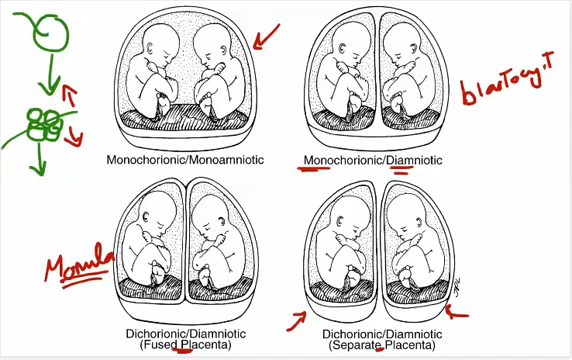 Monochorionic/Monoamniotic
Monochorionic/Diamniotic
blastocyst
Morula
Dichorionic/Diamniotic
(Fused Placenta)
Dichorionic/Diamniotic
(Separate Placenta)